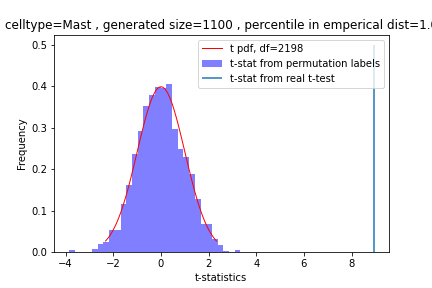 celltype=Mast , generated size=1100 , percentile in emperical dist=1.0
t pdf, df=2198
t-stat from permutation labels
t-stat from real t-test
0.5
0.4
0.3
0.2
0.1
0.0
Frequency
−4 −2 0 2 4 6 8
t-statistics